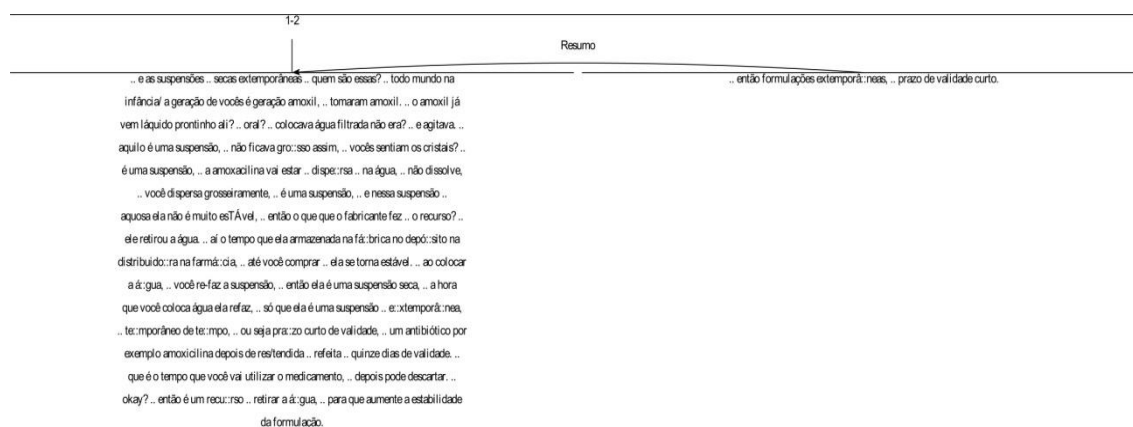 1-2
Resumo
.. e as suspensões .. secas extemporâneas .. quem são essas? .. todo mundo na
infância/ a geração de vocês é geração amoxil, .. tomaram amoxil. .. o amoxil já
vem láquido prontinho ali? .. oral? .. colocava água filtrada não era? .. e agitava. ..
aquilo é uma suspensão, .. não ficava gro::sso assim, .. vocês sentiam os cristais? ..
é uma suspensão, .. a amoxacilina vai estar .. dispe::rsa .. na água, .. não dissolve,
.. você dispersa grosseiramente, .. é uma suspensão, .. e nessa suspensão ..
aquosa ela não é muito esTÁvel, .. então o que que o fabricante fez .. o recurso? ..
ele retirou a água. .. aí o tempo que ela armazenada na fá::brica no depó::sito na
distribuido::ra na farmá::cia, .. até você comprar .. ela se torna estável. .. ao colocar
a á::gua, .. você re-faz a suspensão, .. então ela é uma suspensão seca, .. a hora
que você coloca água ela refaz, .. só que ela é uma suspensão .. e::xtemporâ::nea,
.. te::mporâneo de te::mpo, .. ou seja pra::zo curto de validade, .. um antibiótico por
exemplo amoxicilina depois de res/tendida .. refeita .. quinze dias de validade. ..
que é o tempo que você vai utilizar o medicamento, .. depois pode descartar. ..
okay? .. então é um recu::rso .. retirar a á::gua, .. para que aumente a estabilidade
da formulação.
.. então formulações extemporâ::neas, .. prazo de validade curto.